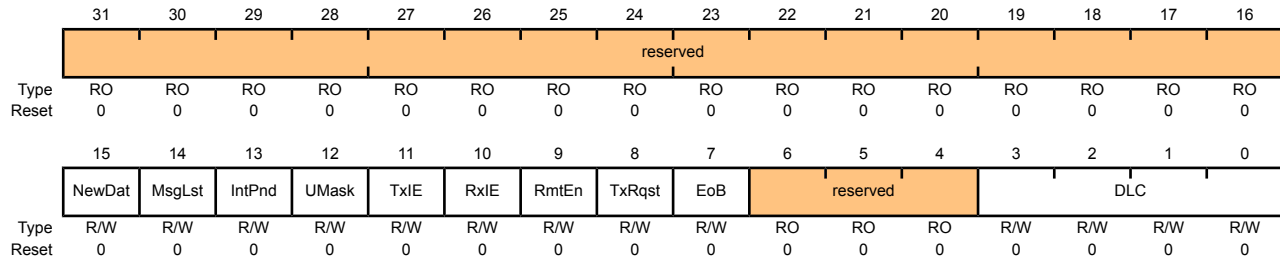 31 30 29 28 27 26 25 24 23 22 21 20 19 18 17 16
reserved
Type RO RO RO RO RO RO RO RO RO RO RO RO RO RO RO RO
Reset 0 0 0 0 0 0 0 0 0 0 0 0 0 0 0 0
15 14 13 12 11 10 9 8 7 6 5 4 3 2 1 0
NewDat MsgLst IntPnd UMask TxIE RxIE RmtEn TxRqst EoB reserved DLC
Type R/W R/W R/W R/W R/W R/W R/W R/W R/W RO RO RO R/W R/W R/W R/W
Reset 0 0 0 0 0 0 0 0 0 0 0 0 0 0 0 0